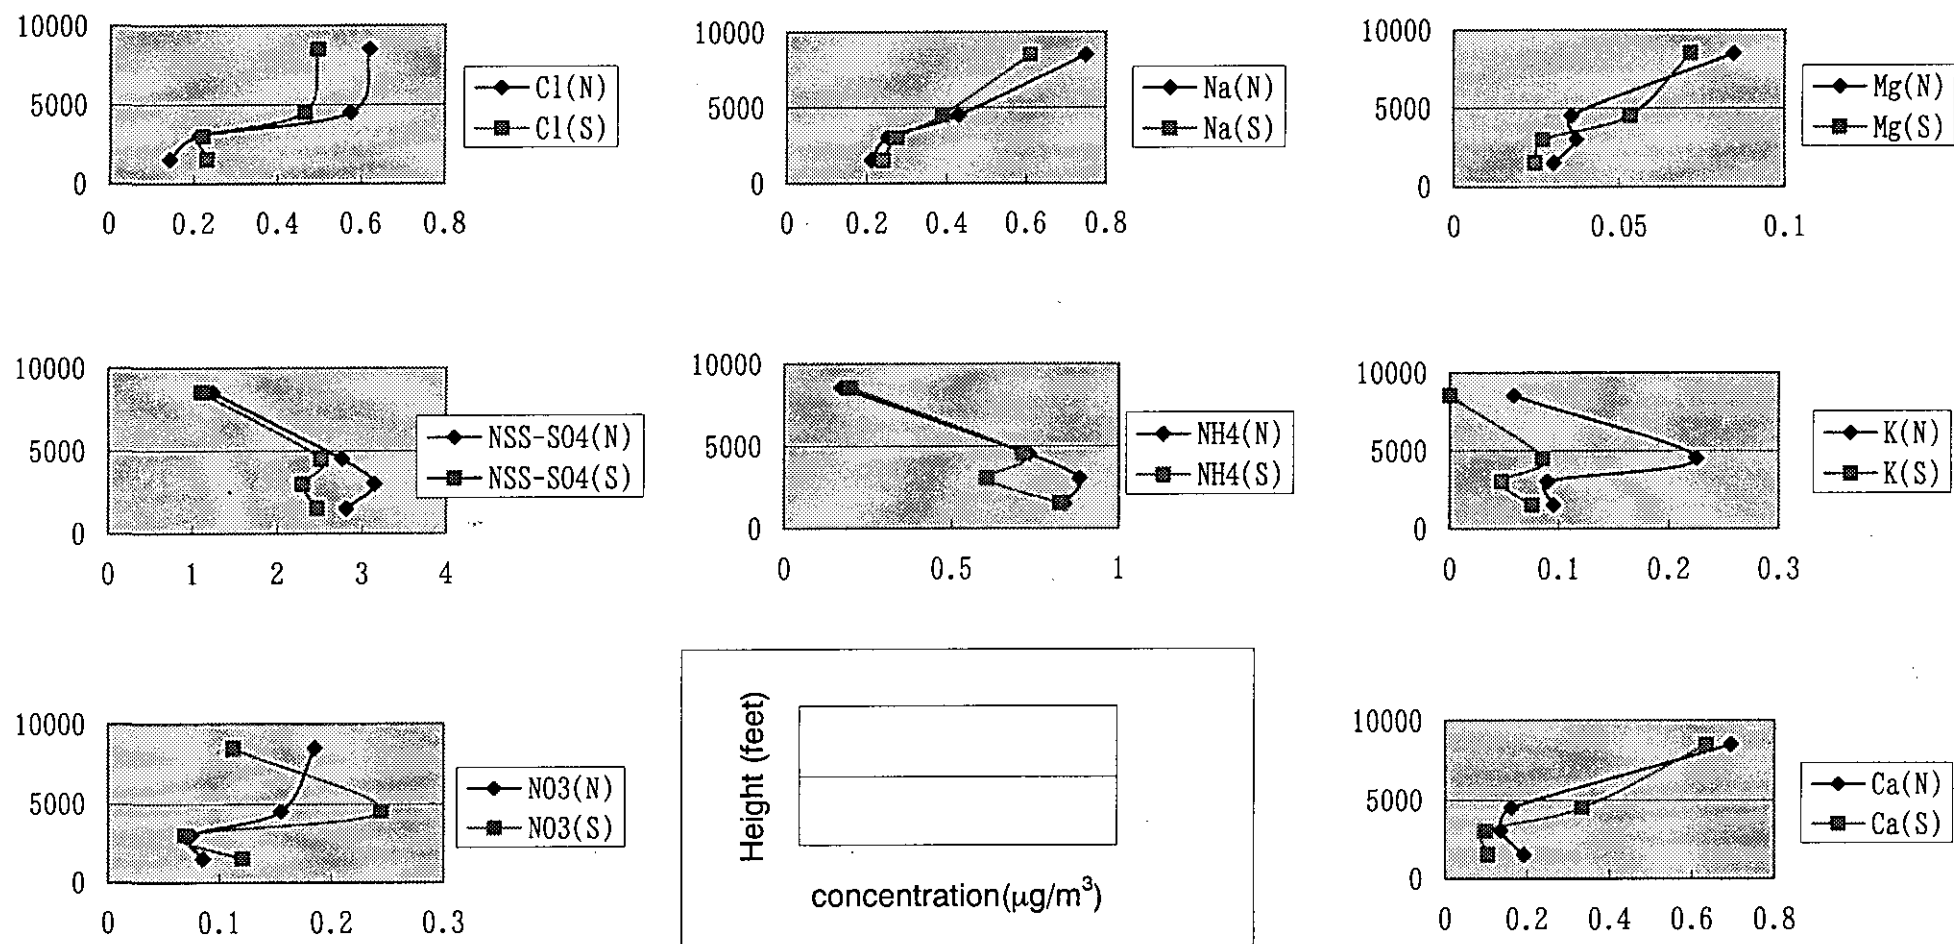 10000
5000
0
0 0.2 0.4 0.6 0.8
Cl(N)
Cl(S)
10000
5000
0
0 0.2 0.4 0.6 0.8
Na(N)
Na(S)
10000
5000
0
0 0.05 0.1
Mg(N)
Mg(S)
10000
5000
0
0 1 2 3 4
NSS-SO4(N)
NSS-SO4(S)
10000
5000
0
0 0.5 1
NH4(N)
NH4(S)
10000
5000
0
0 0.1 0.2 0.3
K(N)
K(S)
10000
5000
0
0 0.1 0.2 0.3
NO3(N)
NO3(S)
Height (feet)
concentration(μg/m³)
10000
5000
0
0 0.2 0.4 0.6 0.8
Ca(N)
Ca(S)